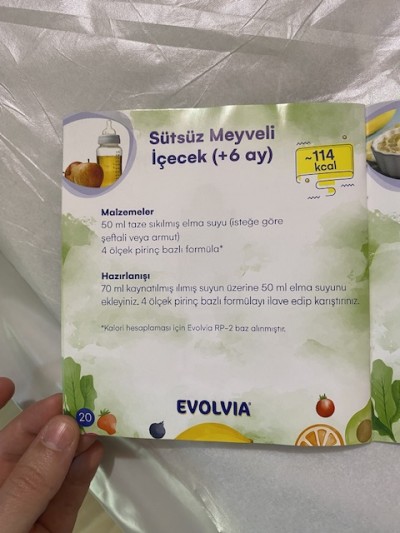 Sütsüz Meyveli
İçecek (+6 ay)
~114
kcal
Malzemeler
50 ml taze sıkılmış elma suyu (isteğe göre
şeftali veya armut)
4 ölçek pirinç bazlı formüla*
Hazırlanışı
70 ml kaynatılmış ılımış suyun üzerine 50 ml elma suyunu
ekleyiniz. 4 ölçek pirinç bazlı formülayı ilave edip karıştırınız.
*Kalori hesaplaması için Evolvia RP-2 baz alınmıştır.
EVOLVIA
20